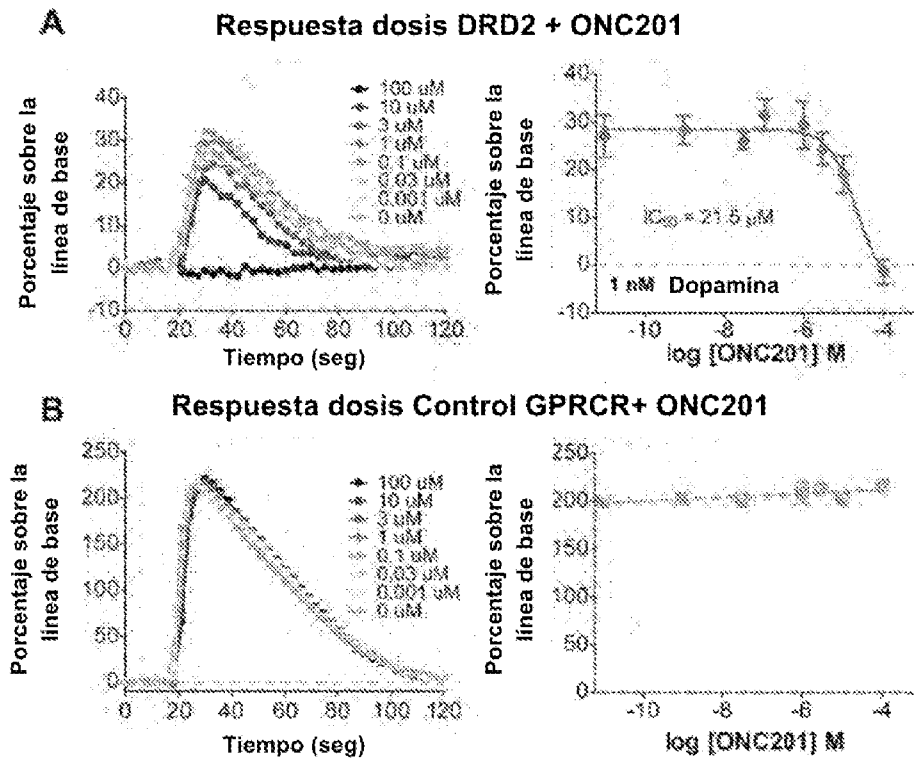 A
Respuesta dosis DRD2 + ONC201
Porcentaje sobre la
línea de base
40
30
20
10
0
-10
0 20 40 60 80 100 120
Tiempo (seg)
100 uM
10 uM
3 uM
1 uM
0.1 uM
0.03 uM
0.001 uM
0 uM
Porcentaje sobre la
línea de base
40
30
20
10
0
-10
IC50 = 21.5 µM
1 nM Dopamina
-10 -8 -6 -4
log [ONC201] M
B
Respuesta dosis Control GPRCR+ ONC201
Porcentaje sobre la
línea de base
250
200
150
100
50
0
0 20 40 60 80 100 120
Tiempo (seg)
100 uM
10 uM
3 uM
1 uM
0.1 uM
0.03 uM
0.001 uM
0 uM
Porcentaje sobre la
línea de base
250
200
150
100
50
0
-10 -8 -6 -4
log [ONC201] M